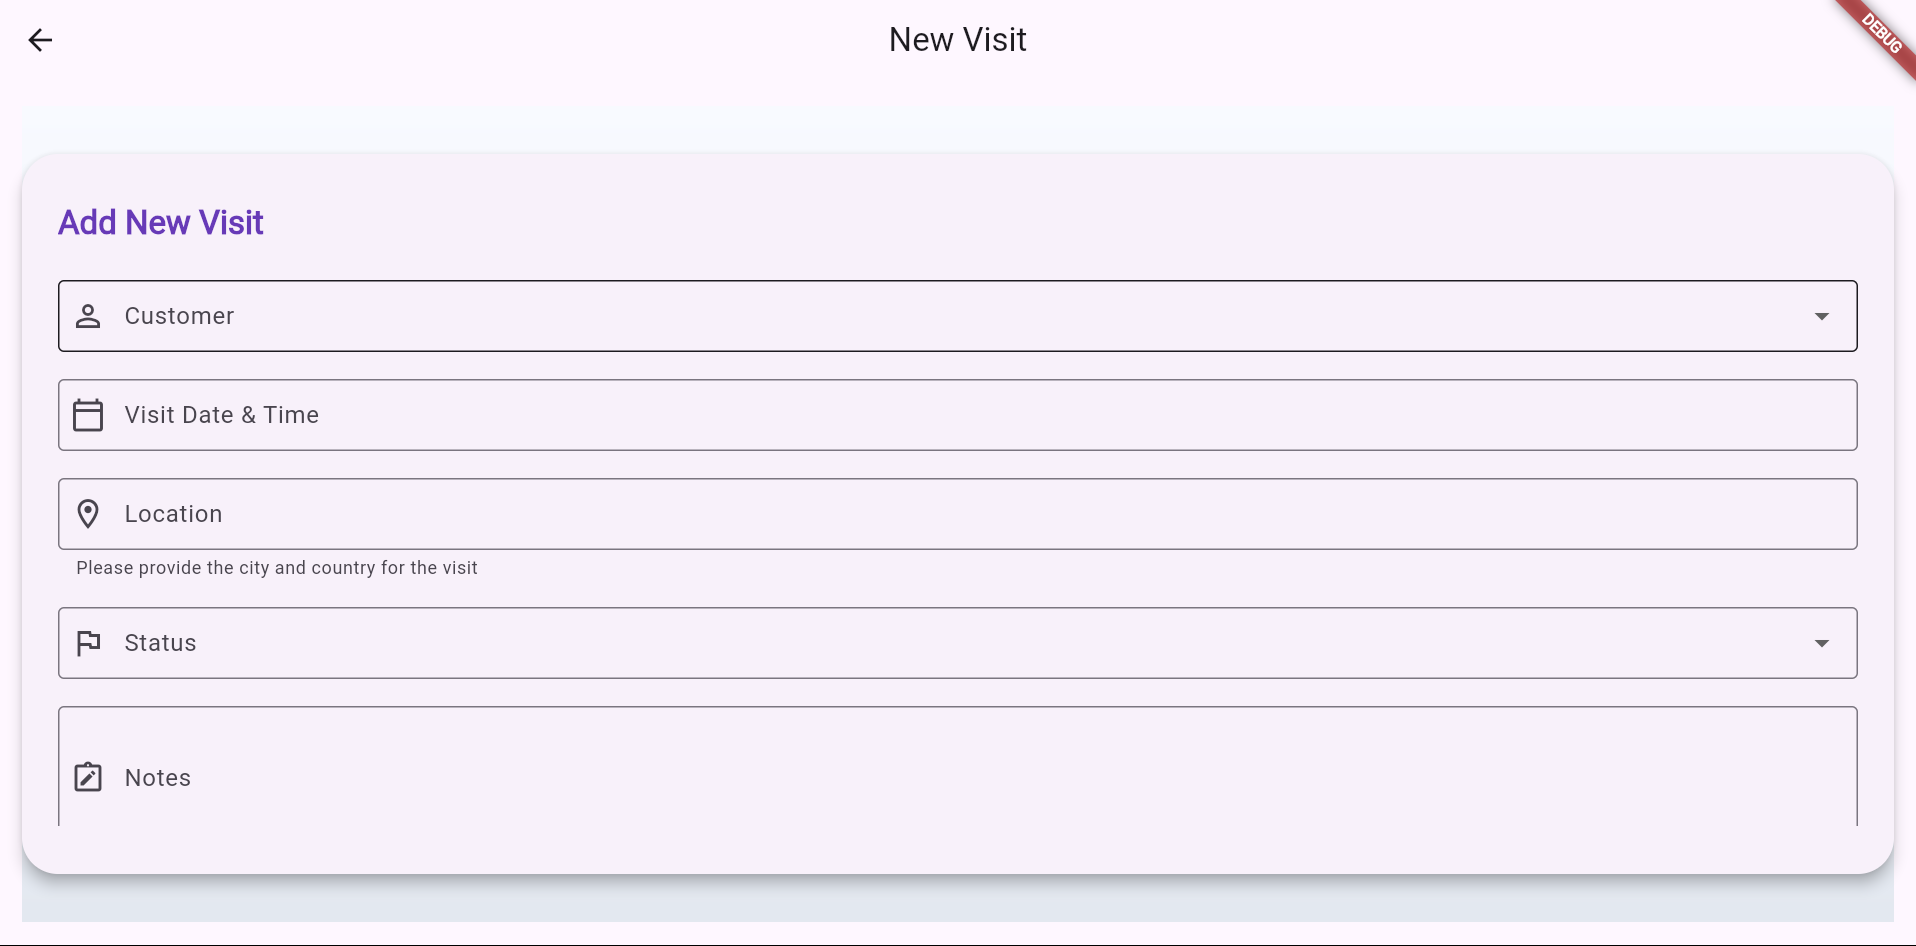 New Visit
DEBUG
Add New Visit
Customer
Visit Date & Time
Location
Please provide the city and country for the visit
Status
Notes